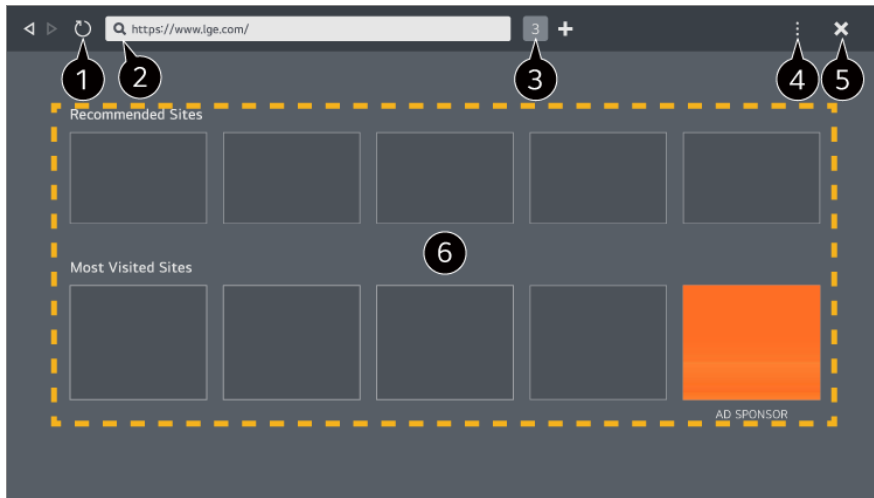 https://www.lge.com/ 3
1 2 3 4 5
Recommended Sites
6
Most Visited Sites
AD SPONSOR